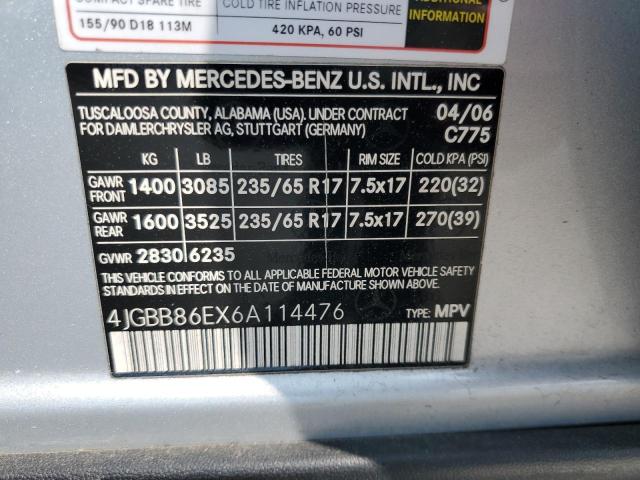 COMPACT SPARE TIRE COLD TIRE INFLATION PRESSURE ADDITIONAL
155/90 D18 113M 420 KPA, 60 PSI INFORMATION
MFD BY MERCEDES-BENZ U.S. INTL., INC
TUSCALOOSA COUNTY, ALABAMA (USA). UNDER CONTRACT 04/06
FOR DAIMLERCHRYSLER AG, STUTTGART (GERMANY) C775
KG LB TIRES RIM SIZE COLD KPA (PSI)
GAWR FRONT 1400 3085 235/65 R17 7.5x17 220(32)
GAWR REAR 1600 3525 235/65 R17 7.5x17 270(39)
GVWR 2830 6235
THIS VEHICLE CONFORMS TO ALL APPLICABLE FEDERAL MOTOR VEHICLE SAFETY
STANDARDS IN EFFECT ON THE DATE OF MANUFACTURE SHOWN ABOVE.
4JGBB86EX6A114476 TYPE: MPV